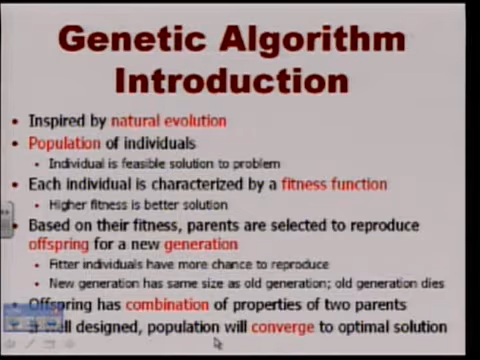 Genetic Algorithm
Introduction
• Inspired by natural evolution
• Population of individuals
• Individual is feasible solution to problem
• Each individual is characterized by a fitness function
• Higher fitness is better solution
• Based on their fitness, parents are selected to reproduce
offspring for a new generation
• Fitter individuals have more chance to reproduce
• New generation has same size as old generation; old generation dies
• Offspring has combination of properties of two parents
well designed, population will converge to optimal solution